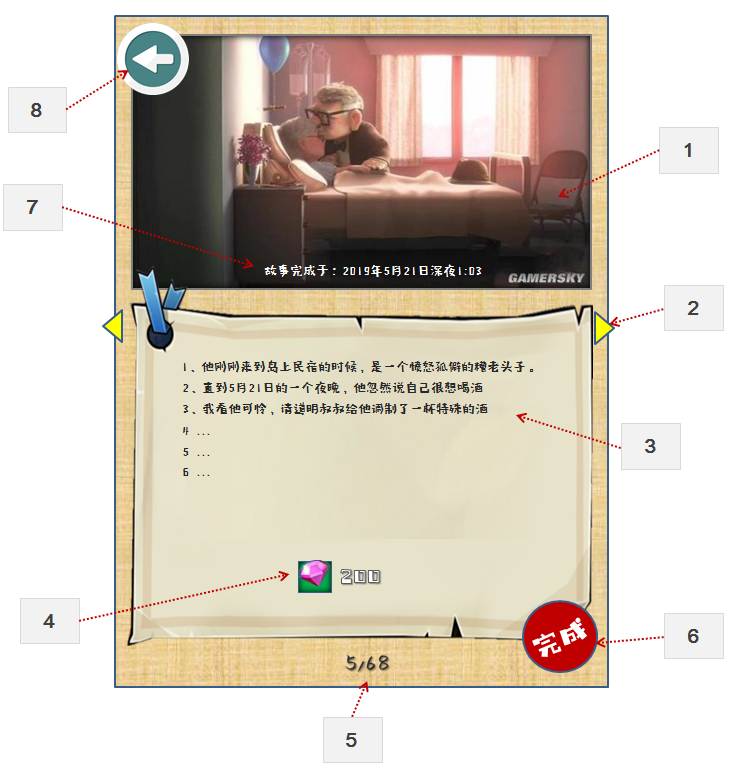 8
1
7
故事完成于：2019年5月21日深夜1:03
GAMERSKY
2
1、他刚刚来到岛上民宿的时候，是一个愤怒孤僻的糟老头子。
2、直到5月21日的一个夜晚，他忽然说自己很想喝酒
3、我看他可怜，请道明叔叔给他调制了一杯特殊的酒
4 ...
5 ...
6 ...
3
200
4
完成
6
5/68
5